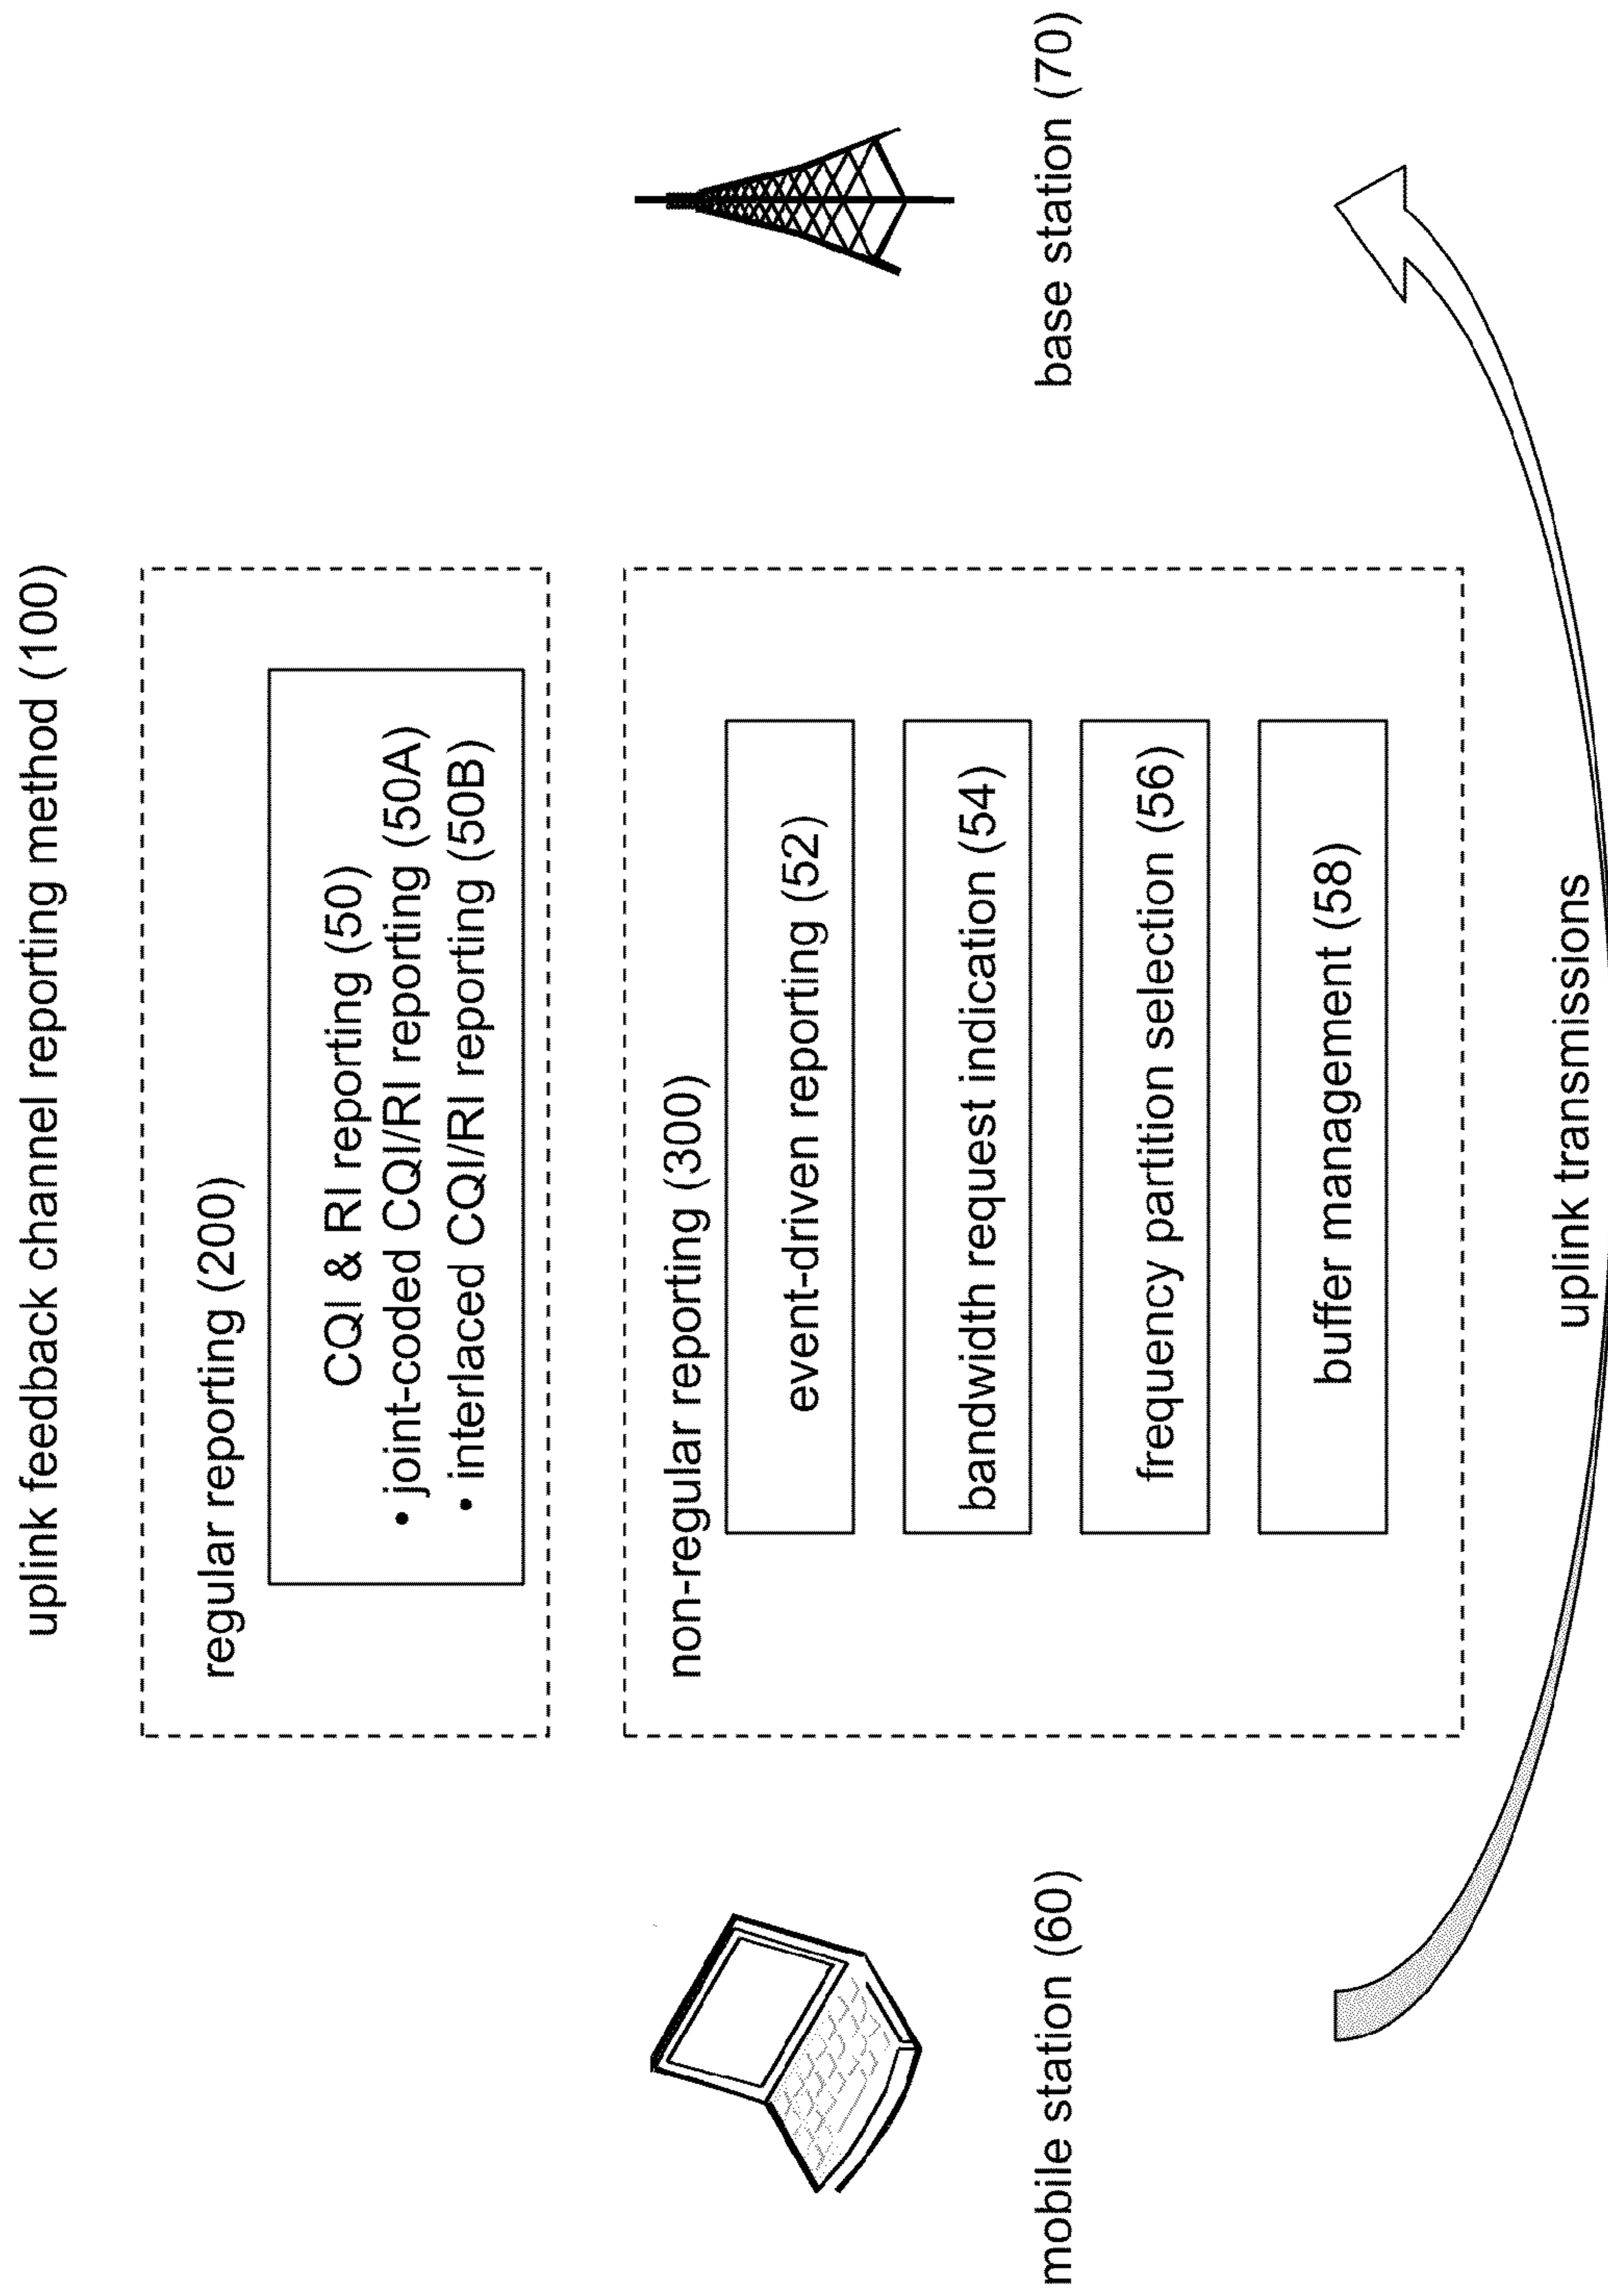 uplink feedback channel reporting method (100)
regular reporting (200)
CQI & RI reporting (50)
• joint-coded CQI/RI reporting (50A)
• interlaced CQI/RI reporting (50B)
non-regular reporting (300)
event-driven reporting (52)
bandwidth request indication (54)
frequency partition selection (56)
buffer management (58)
mobile station (60)
base station (70)
uplink transmissions